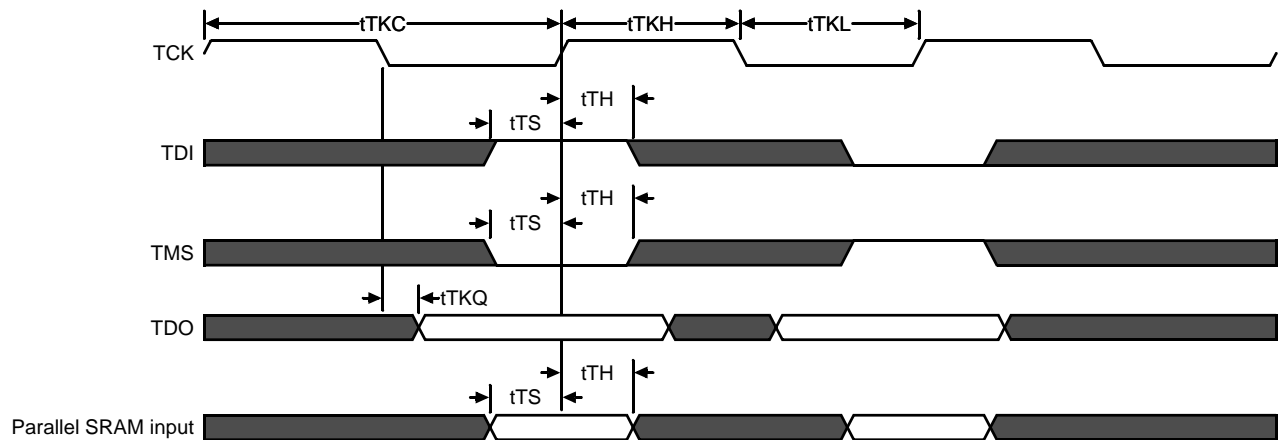 tTKC tTKH tTKL
TCK
tTH
tTS
TDI
tTH
tTS
TMS
tTKQ
TDO
tTH
tTS
Parallel SRAM input